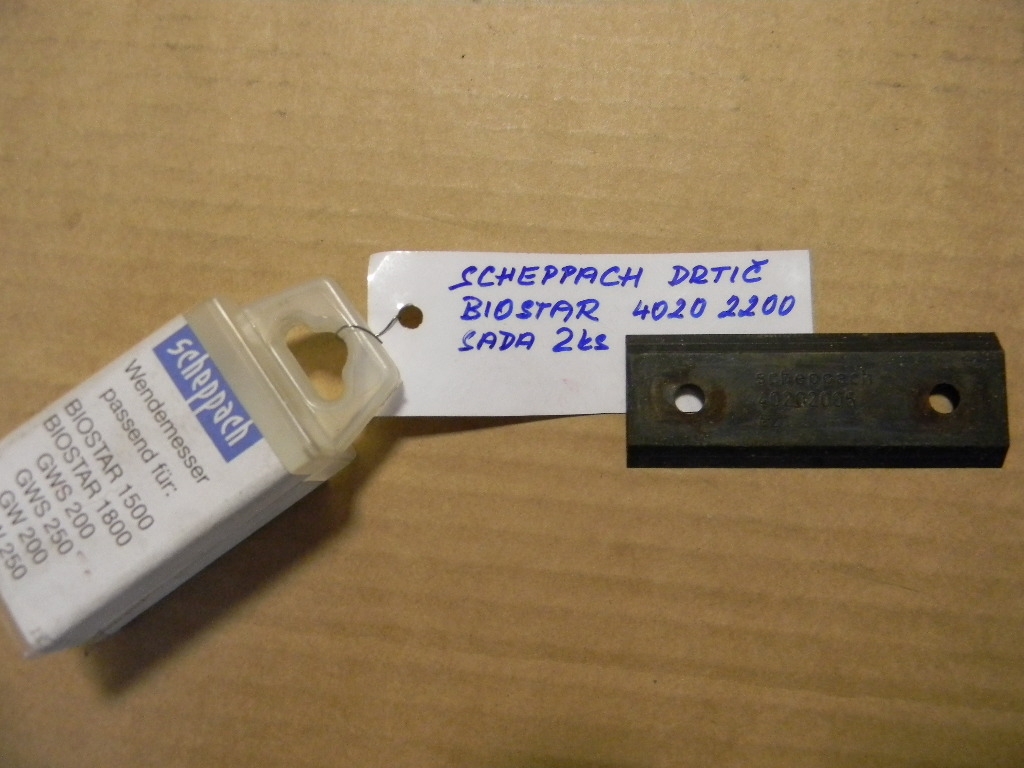 scheppach
Wendemesser
passend für:
BIOSTAR 1500
BIOSTAR 1800
GWS 200
GWS 250
GW 200
250
SCHEPPACH DRTIČ
BIOSTAR 4020 2200
SADA 2ks
scheppach